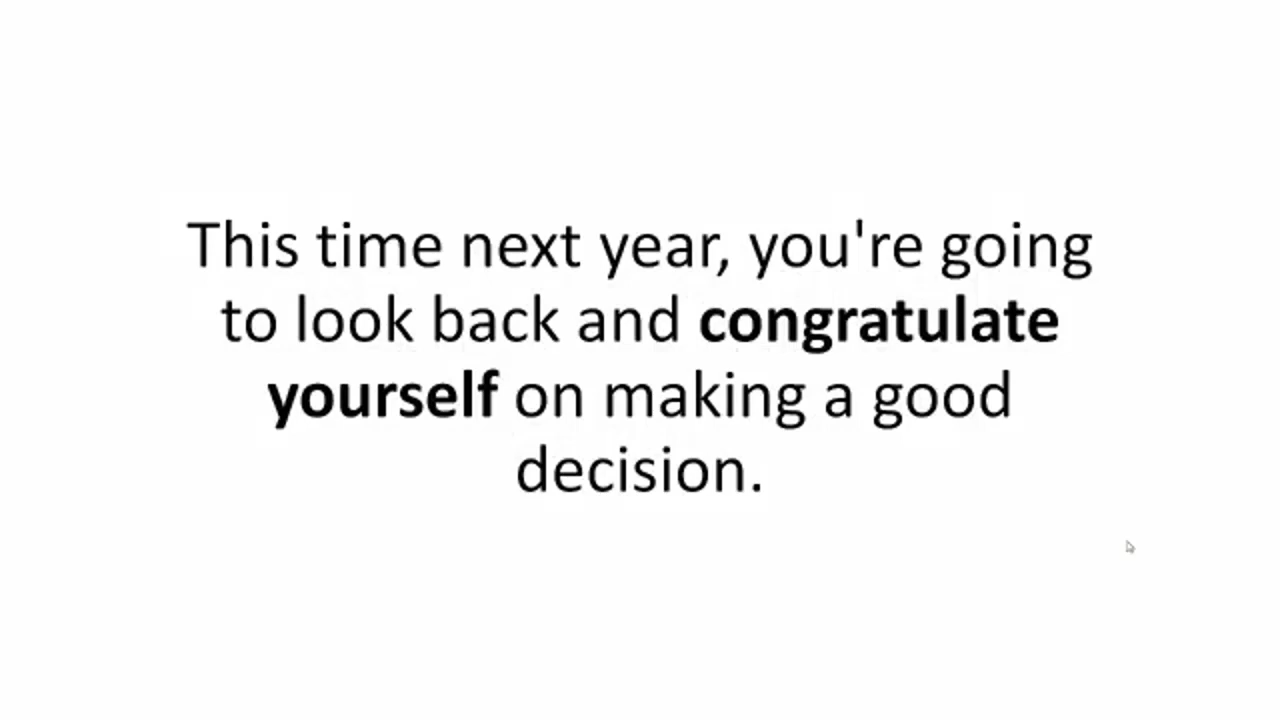 This time next year, you're going
to look back and congratulate
yourself on making a good
decision.